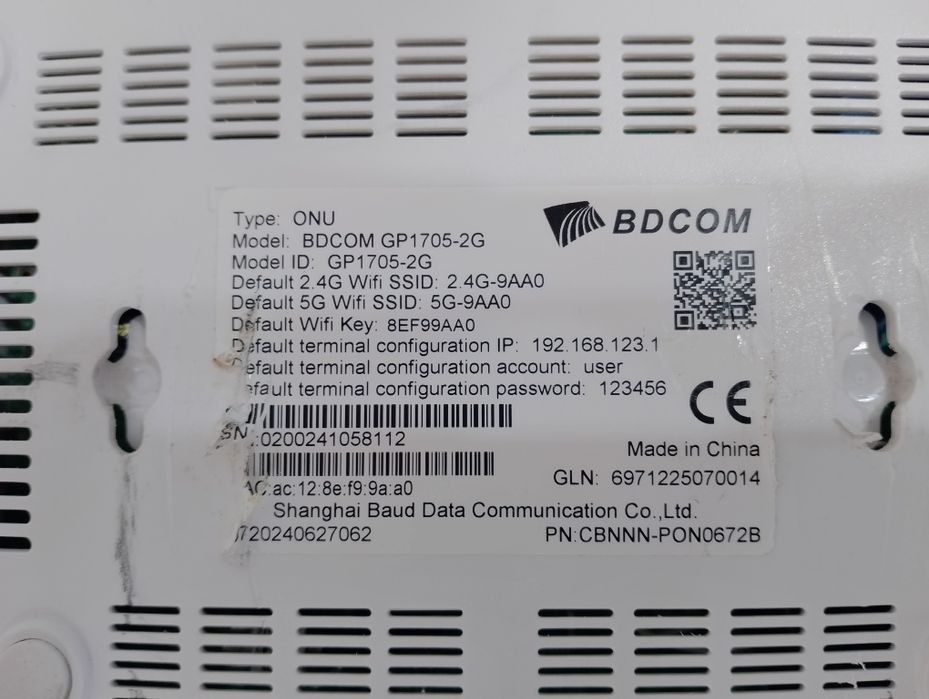 BDCOM
Type: ONU
Model: BDCOM GP1705-2G
Model ID: GP1705-2G
Default 2.4G Wifi SSID: 2.4G-9AA0
Default 5G Wifi SSID: 5G-9AA0
Default Wifi Key: 8EF99AA0
Default terminal configuration IP: 192.168.123.1
Default terminal configuration account: user
efault terminal configuration password: 123456
CE
SN:0200241058112
Made in China
AC:ac:12:8e:f9:9a:a0
GLN: 6971225070014
Shanghai Baud Data Communication Co.,Ltd.
720240627062
PN:CBNNN-PON0672B